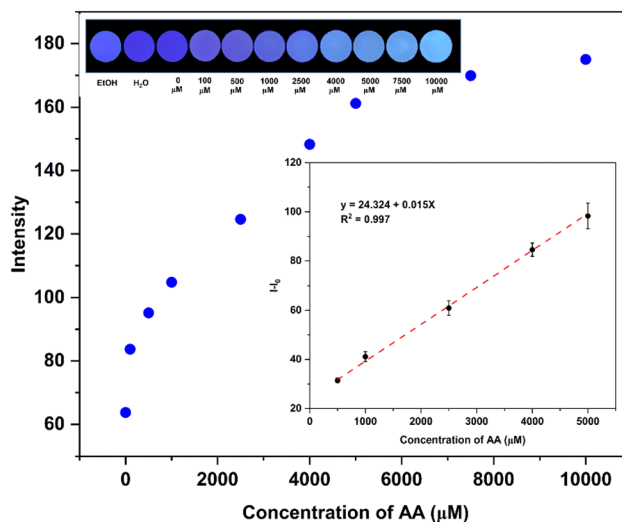 180
160
140
120
100
80
60
Intensity
EtOH
H₂O
0
µM
100
µM
500
µM
1000
µM
2500
µM
4000
µM
5000
µM
7500
µM
10000
µM
120
100
80
60
40
20
I-I₀
y = 24.324 + 0.015X
R² = 0.997
0
1000
2000
3000
4000
5000
Concentration of AA (µM)
0
2000
4000
6000
8000
10000
Concentration of AA (µM)